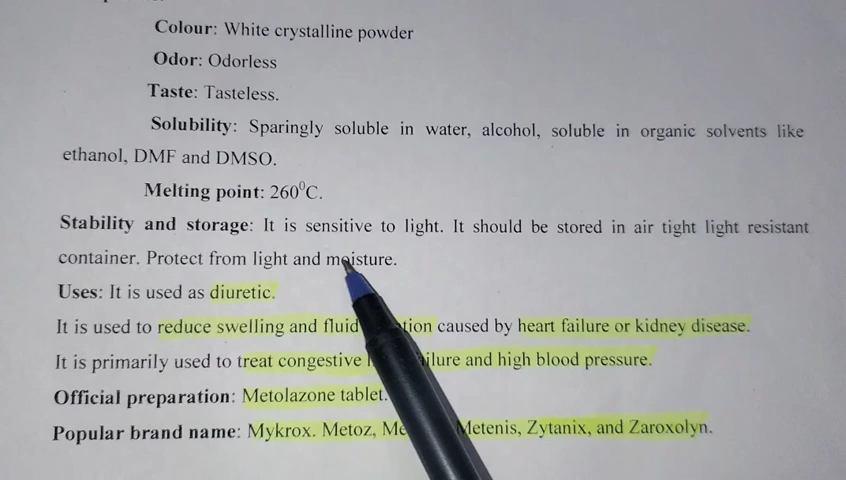 Colour: White crystalline powder
Odor: Odorless
Taste: Tasteless.
Solubility: Sparingly soluble in water, alcohol, soluble in organic solvents like
ethanol, DMF and DMSO.
Melting point: 260⁰C.
Stability and storage: It is sensitive to light. It should be stored in air tight light resistant
container. Protect from light and moisture.
Uses: It is used as diuretic.
It is used to reduce swelling and fluid caused by heart failure or kidney disease.
It is primarily used to treat congestive and high blood pressure.
Official preparation: Metolazone tablet.
Popular brand name: Mykrox. Metoz, Metenis, Zytanix, and Zaroxolyn.